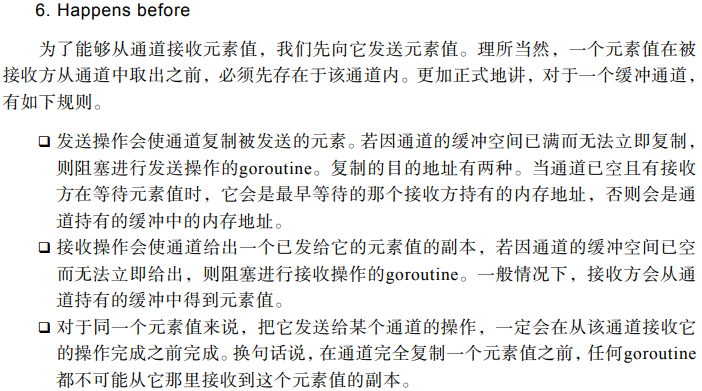 6. Happens before
为了能够从通道接收元素值，我们先向它发送元素值。理所当然，一个元素值在被
接收方从通道中取出之前，必须先存在于该通道内。更加正式地讲，对于一个缓冲通道，
有如下规则。
❑ 发送操作会使通道复制被发送的元素。若因通道的缓冲空间已满而无法立即复制，
则阻塞进行发送操作的goroutine。复制的目的地址有两种。当通道已空且有接收
方在等待元素值时，它会是最早等待的那个接收方持有的内存地址，否则会是通
道持有的缓冲中的内存地址。
❑ 接收操作会使通道给出一个已发给它的元素值的副本，若因通道的缓冲空间已空
而无法立即给出，则阻塞进行接收操作的goroutine。一般情况下，接收方会从通
道持有的缓冲中得到元素值。
❑ 对于同一个元素值来说，把它发送给某个通道的操作，一定会在从该通道接收它
的操作完成之前完成。换句话说，在通道完全复制一个元素值之前，任何goroutine
都不可能从它那里接收到这个元素值的副本。